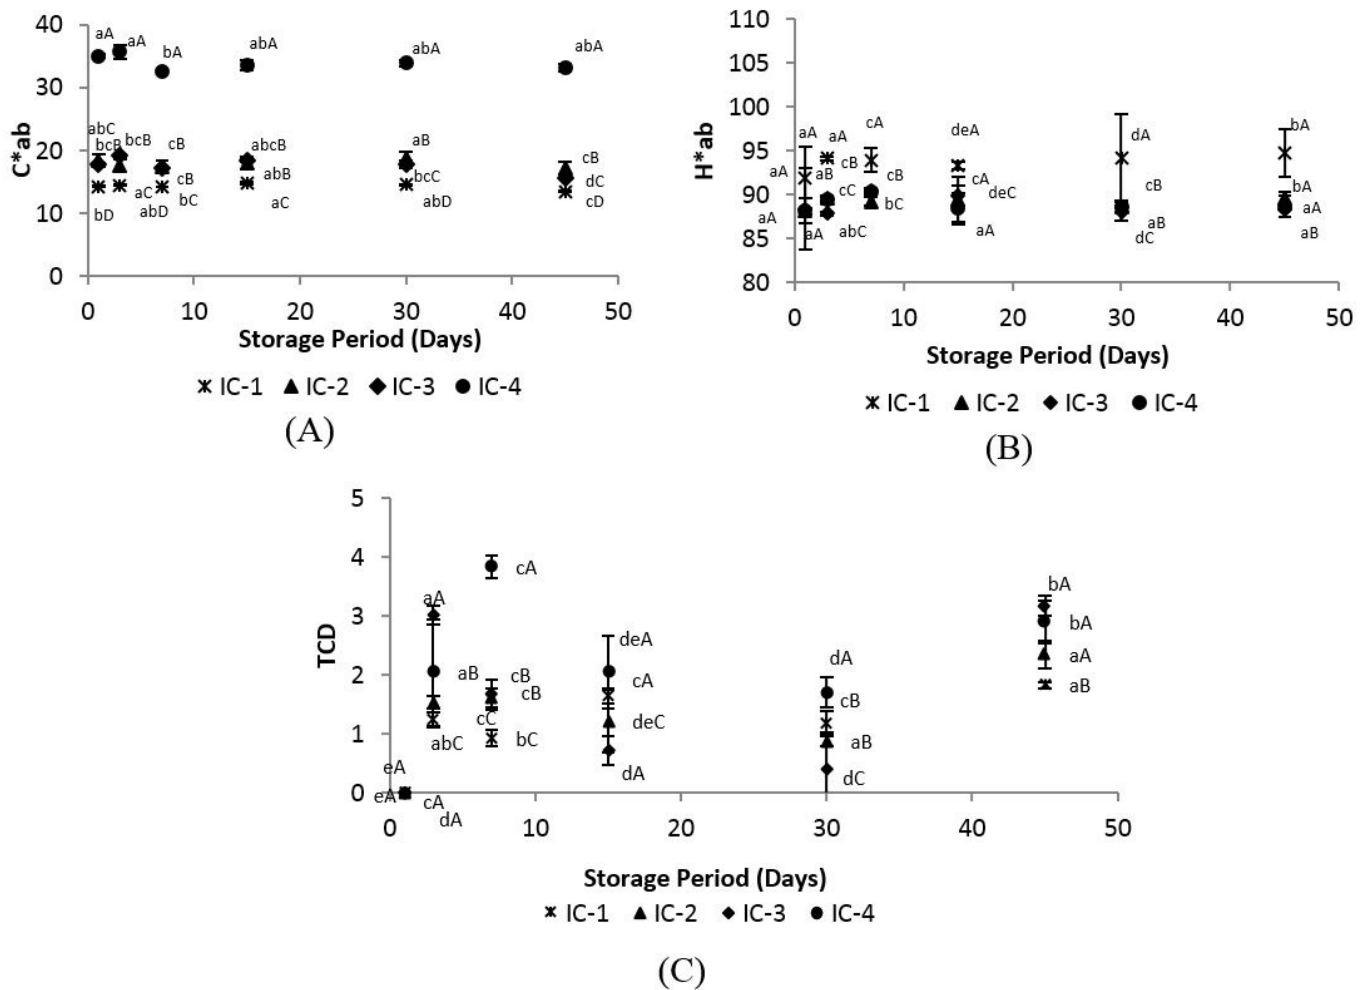 40
30
20
10
0
C*ab
aA
aA
bA
abA
abA
abA
abC
bcB
bcB
cB
abcB
aB
cB
abB
bcC
dC
aC
cB
bD
abD
bC
aC
abD
cD
0 10 20 30 40 50
Storage Period (Days)
IC-1 IC-2 IC-3 IC-4
(A)
110
105
100
95
90
85
80
H*ab
aA
aA
cA
deA
dA
bA
aA
aB
cB
cB
cA
cB
bA
cC
deC
aA
aA
abC
bC
aA
aB
dC
aA
aB
0 10 20 30 40 50
Storage Period (Days)
IC-1 IC-2 IC-3 IC-4
(B)
5
4
3
2
1
0
TCD
cA
aA
bA
deA
bA
aB
cB
cA
dA
aA
cB
cB
aB
cC
deC
abC
bC
aB
eA
dA
dC
eA
cA
dA
0 10 20 30 40 50
Storage Period (Days)
IC-1 IC-2 IC-3 IC-4
(C)